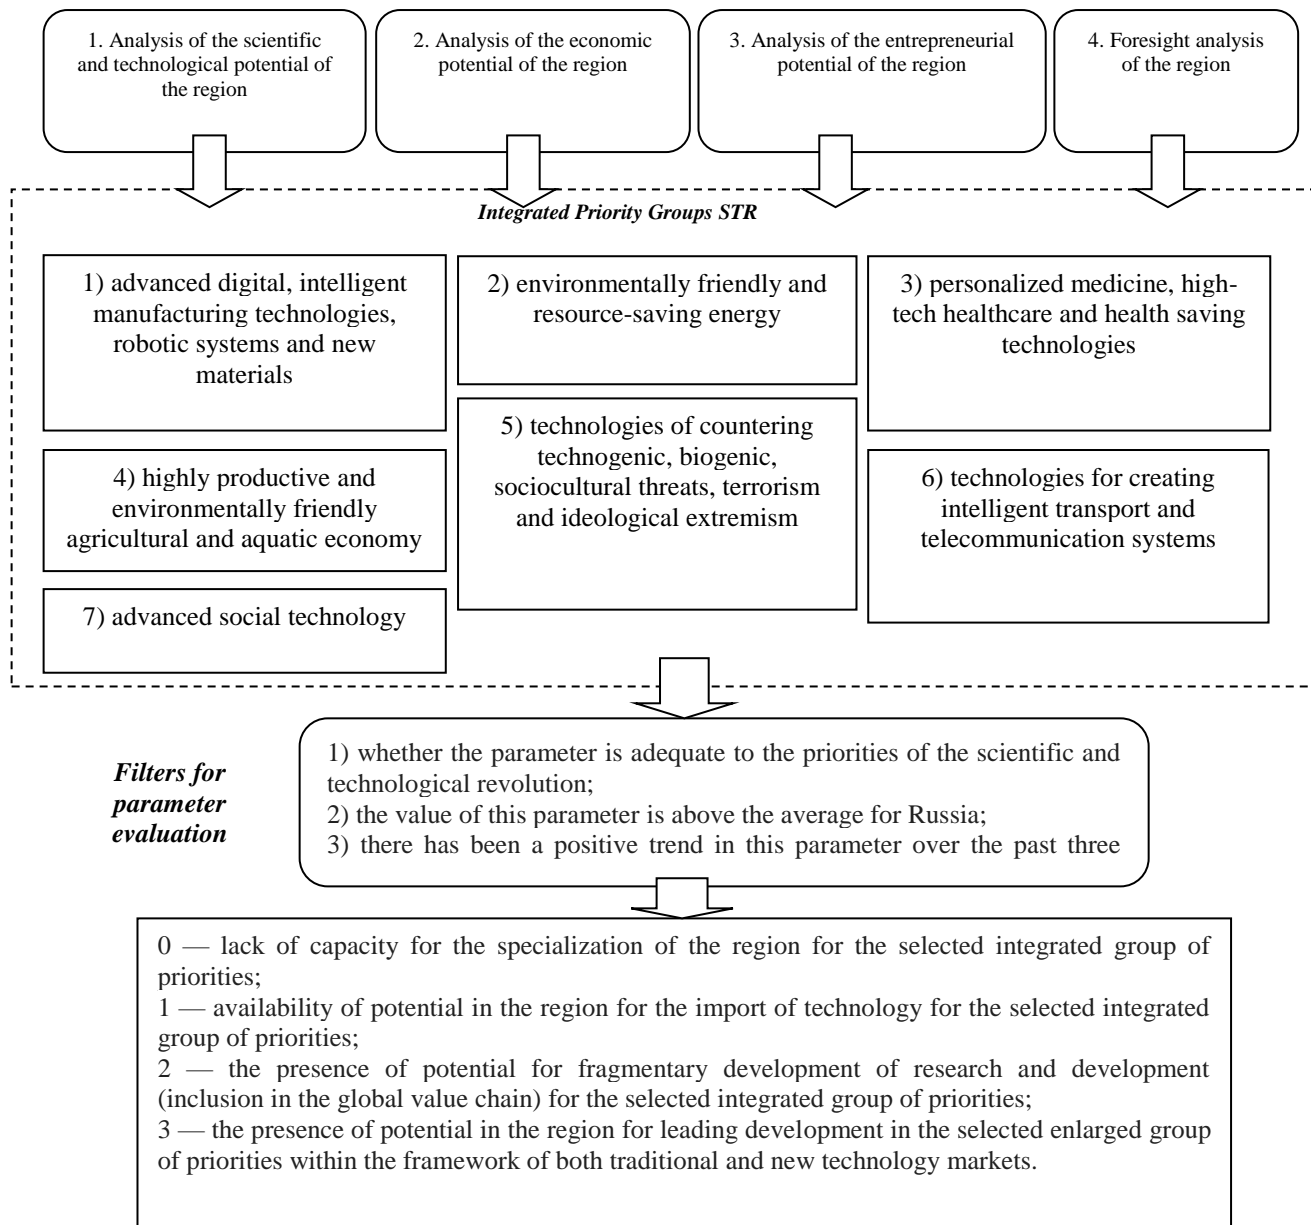 1. Analysis of the scientific
and technological potential of
the region
2. Analysis of the economic
potential of the region
3. Analysis of the entrepreneurial
potential of the region
4. Foresight analysis
of the region
Integrated Priority Groups STR
1) advanced digital, intelligent
manufacturing technologies,
robotic systems and new
materials
2) environmentally friendly and
resource-saving energy
3) personalized medicine, high-
tech healthcare and health saving
technologies
4) highly productive and
environmentally friendly
agricultural and aquatic economy
5) technologies of countering
technogenic, biogenic,
sociocultural threats, terrorism
and ideological extremism
6) technologies for creating
intelligent transport and
telecommunication systems
7) advanced social technology
Filters for
parameter
evaluation
1) whether the parameter is adequate to the priorities of the scientific and
technological revolution;
2) the value of this parameter is above the average for Russia;
3) there has been a positive trend in this parameter over the past three
0 — lack of capacity for the specialization of the region for the selected integrated group of
priorities;
1 — availability of potential in the region for the import of technology for the selected integrated
group of priorities;
2 — the presence of potential for fragmentary development of research and development
(inclusion in the global value chain) for the selected integrated group of priorities;
3 — the presence of potential in the region for leading development in the selected enlarged group
of priorities within the framework of both traditional and new technology markets.